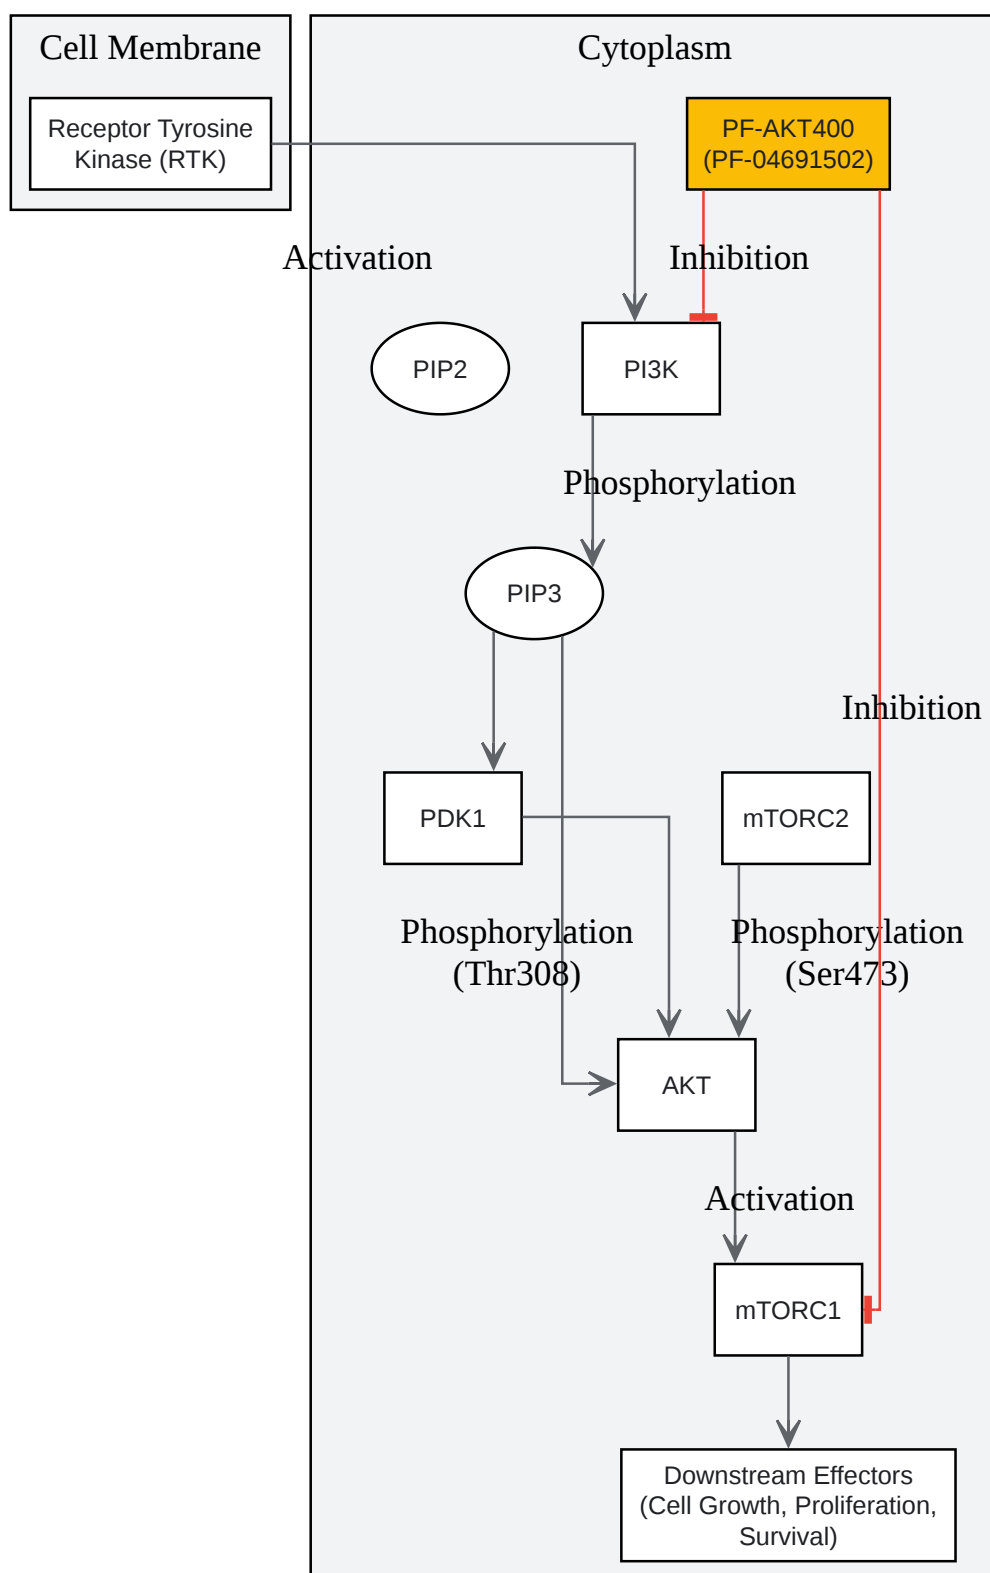 Cell Membrane
Cytoplasm
Receptor Tyrosine
Kinase (RTK)
PF-AKT400
(PF-04691502)
Activation
Inhibition
PIP2
PI3K
Phosphorylation
PIP3
Inhibition
PDK1
mTORC2
Phosphorylation
(Thr308)
Phosphorylation
(Ser473)
AKT
Activation
mTORC1
Downstream Effectors
(Cell Growth, Proliferation,
Survival)